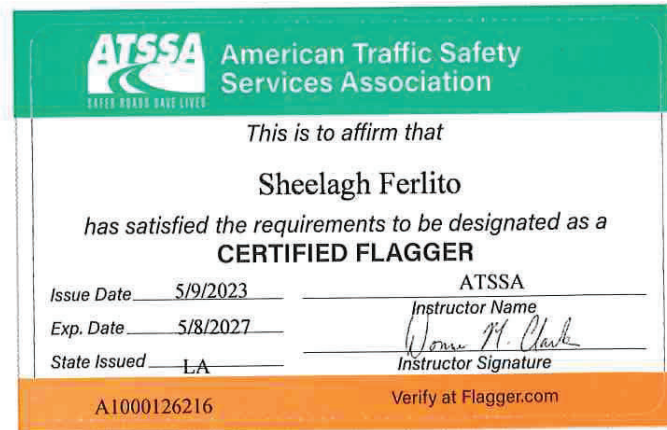 ATSSA
SAFER ROADS SAVE LIVES
American Traffic Safety
Services Association
This is to affirm that
Sheelagh Ferlito
has satisfied the requirements to be designated as a
CERTIFIED FLAGGER
Issue Date 5/9/2023
ATSSA
Instructor Name
Exp. Date 5/8/2027
State Issued LA
Instructor Signature
A1000126216
Verify at Flagger.com